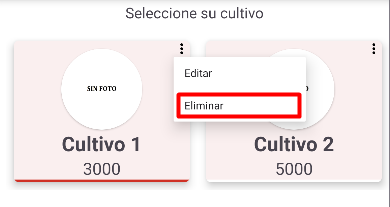 Seleccione su cultivo
SIN FOTO
Editar
Eliminar
Cultivo 1
3000
Cultivo 2
5000